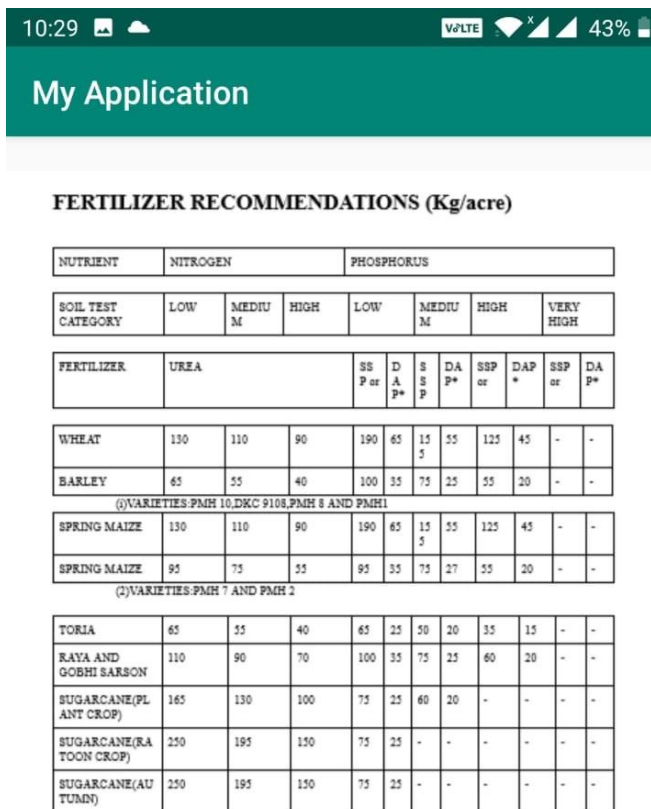 10:29 VoLTE x 43%
My Application
FERTILIZER RECOMMENDATIONS (Kg/acre)
NUTRIENT NITROGEN PHOSPHORUS
SOIL TEST CATEGORY LOW MEDIU M HIGH LOW MEDIU M HIGH VERY HIGH
FERTILIZER UREA SS P or D A P* S S P DA P* SSP or DAP * SSP or DA P*
WHEAT 130 110 90 190 65 15 5 55 125 45 - -
BARLEY 65 55 40 100 35 75 25 55 20 - -
(i)VARIETIES:PMH 10,DKC 9108,PMH 8 AND PMH1
SPRING MAIZE 130 110 90 190 65 15 5 55 125 45 - -
SPRING MAIZE 95 75 55 95 35 75 27 55 20 - -
(2)VARIETIES:PMH 7 AND PMH 2
TORIA 65 55 40 65 25 50 20 35 15 - -
RAYA AND GOBHI SARSON 110 90 70 100 35 75 25 60 20 - -
SUGARCANE(PL ANT CROP) 165 130 100 75 25 60 20 - - - -
SUGARCANE(RA TOON CROP) 250 195 150 75 25 - - - - - -
SUGARCANE(AU TUMN) 250 195 150 75 25 - - - - - -